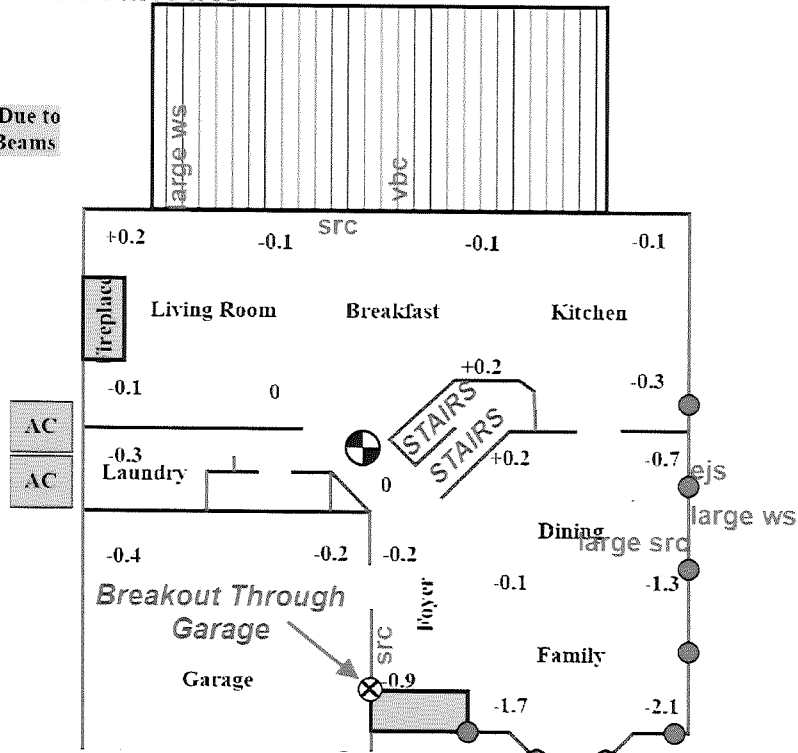 Due to
Beams
large ws
vbc
src
+0.2
-0.1
-0.1
-0.1
Fireplace
Living Room
Breakfast
Kitchen
-0.1
0
+0.2
-0.3
AC
AC
STAIRS
STAIRS
-0.3
Laundry
0
+0.2
-0.7
ejs
large ws
Dining
large src
-0.4
-0.2
-0.2
-0.1
-1.3
Breakout Through
Garage
Foyer
src
Garage
Family
-0.9
-1.7
-2.1